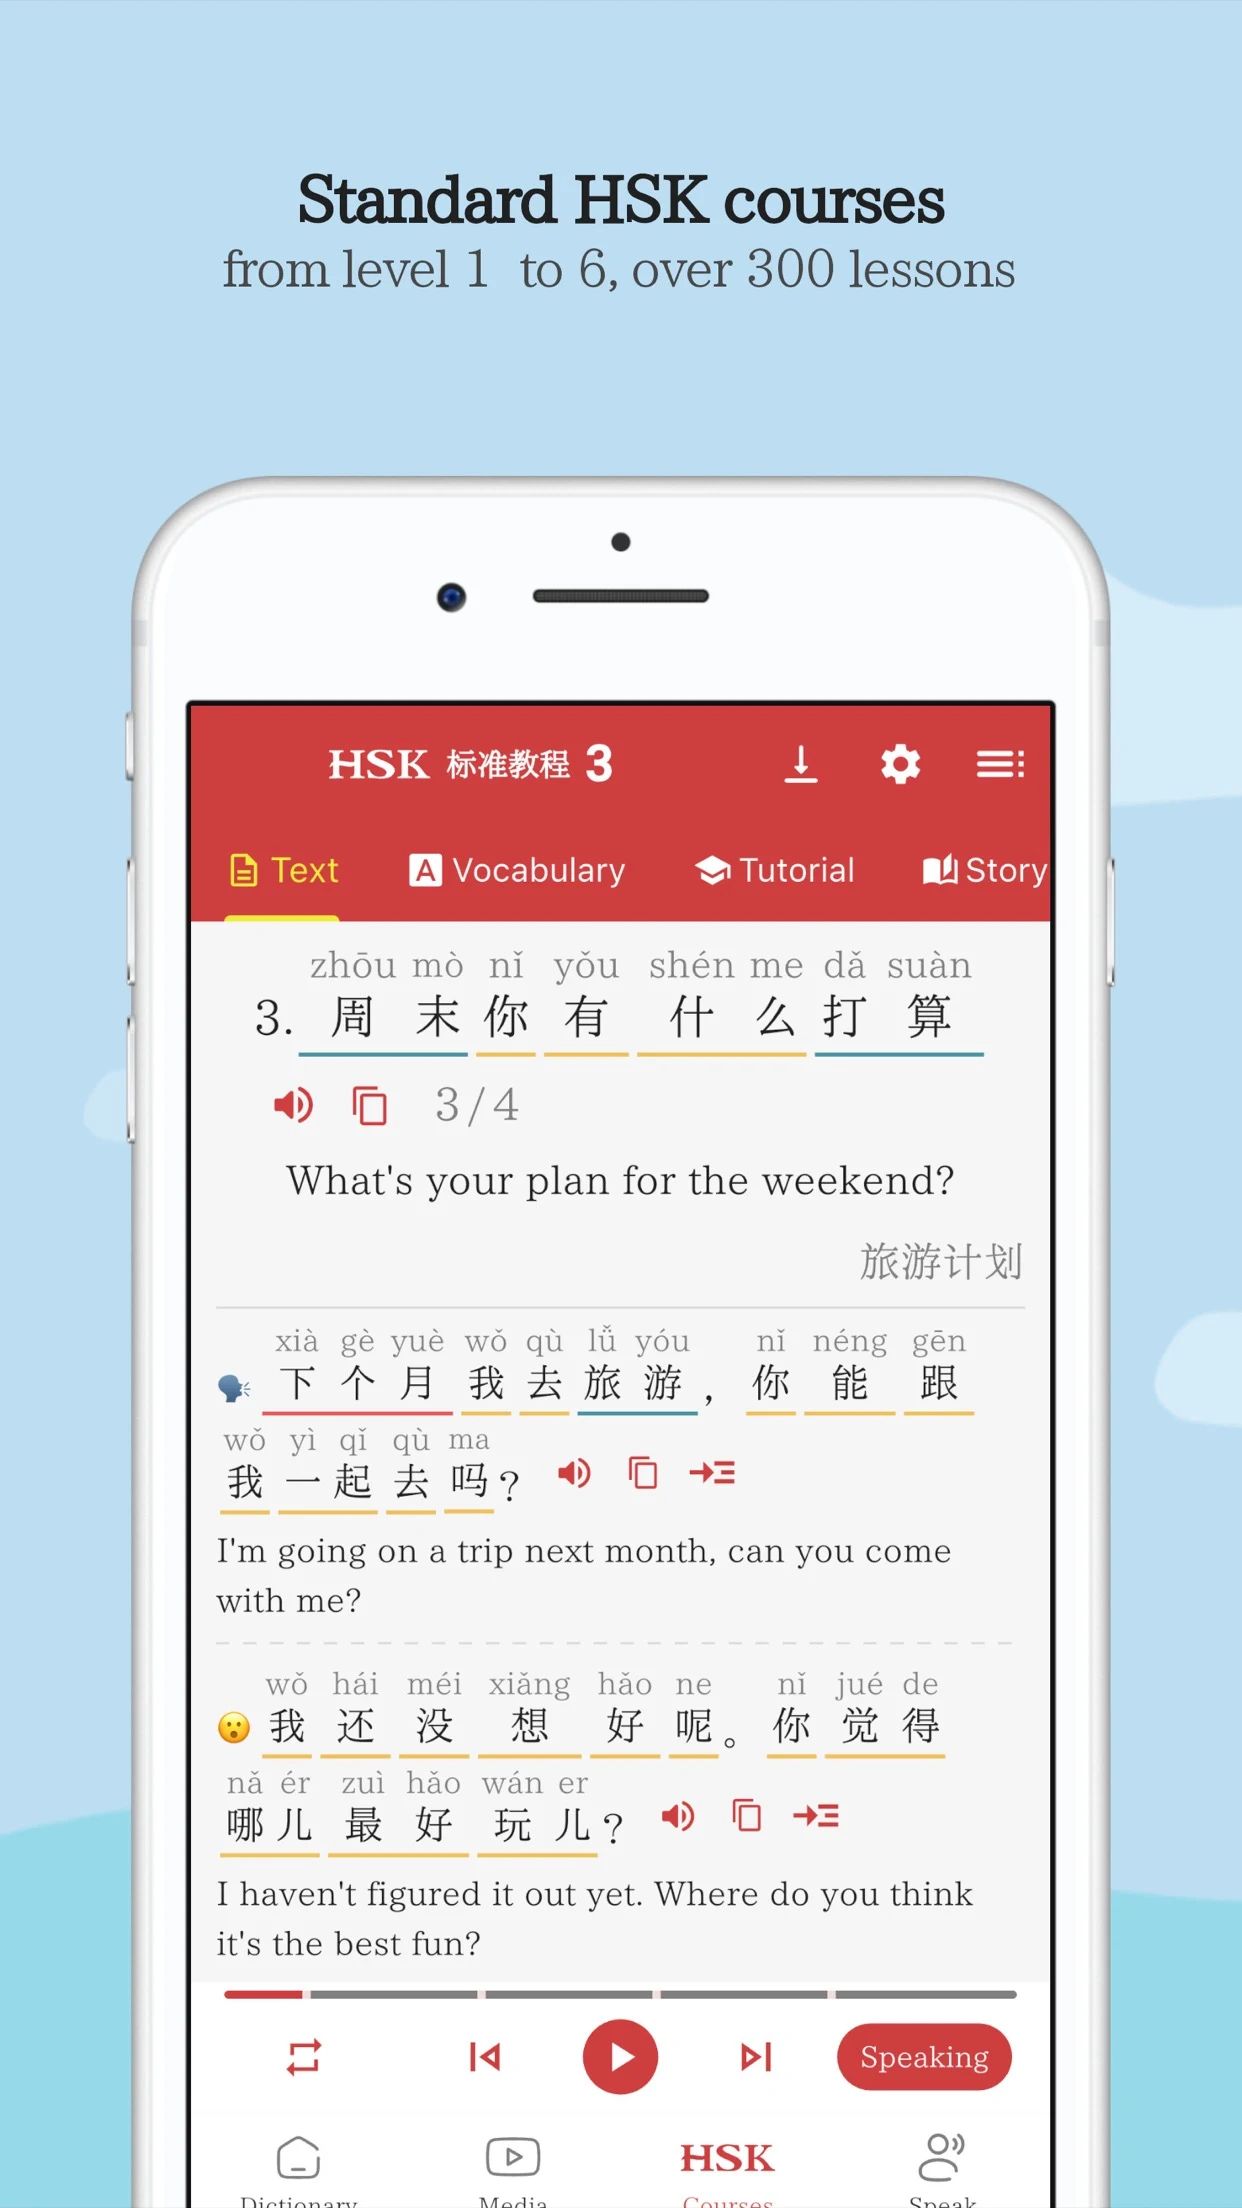 Standard HSK courses
from level 1 to 6, over 300 lessons
HSK 标准教程 3
Text Vocabulary Tutorial Story
zhōu mò nǐ yǒu shén me dǎ suàn
3. 周末你有什么打算
3/4
What's your plan for the weekend?
旅游计划
xià gè yuè wǒ qù lǚ yóu nǐ néng gēn
下个月我去旅游，你能跟
wǒ yì qǐ qù ma
我一起去吗？
I'm going on a trip next month, can you come
with me?
wǒ hái méi xiǎng hǎo ne nǐ jué de
我还没想好呢。你觉得
nǎ ér zuì hǎo wán er
哪儿最好玩儿？
I haven't figured it out yet. Where do you think
it's the best fun?
Speaking
HSK
Dictionary Media Courses Speak